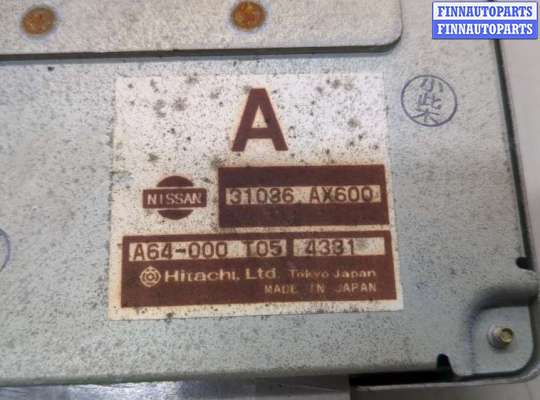 FINNAUTOPARTS
FINNAUTOPARTS
A
NISSAN
31036 AX600
A64-000 T05 4331
Hitachi, Ltd. Tokyo Japan
MADE IN JAPAN